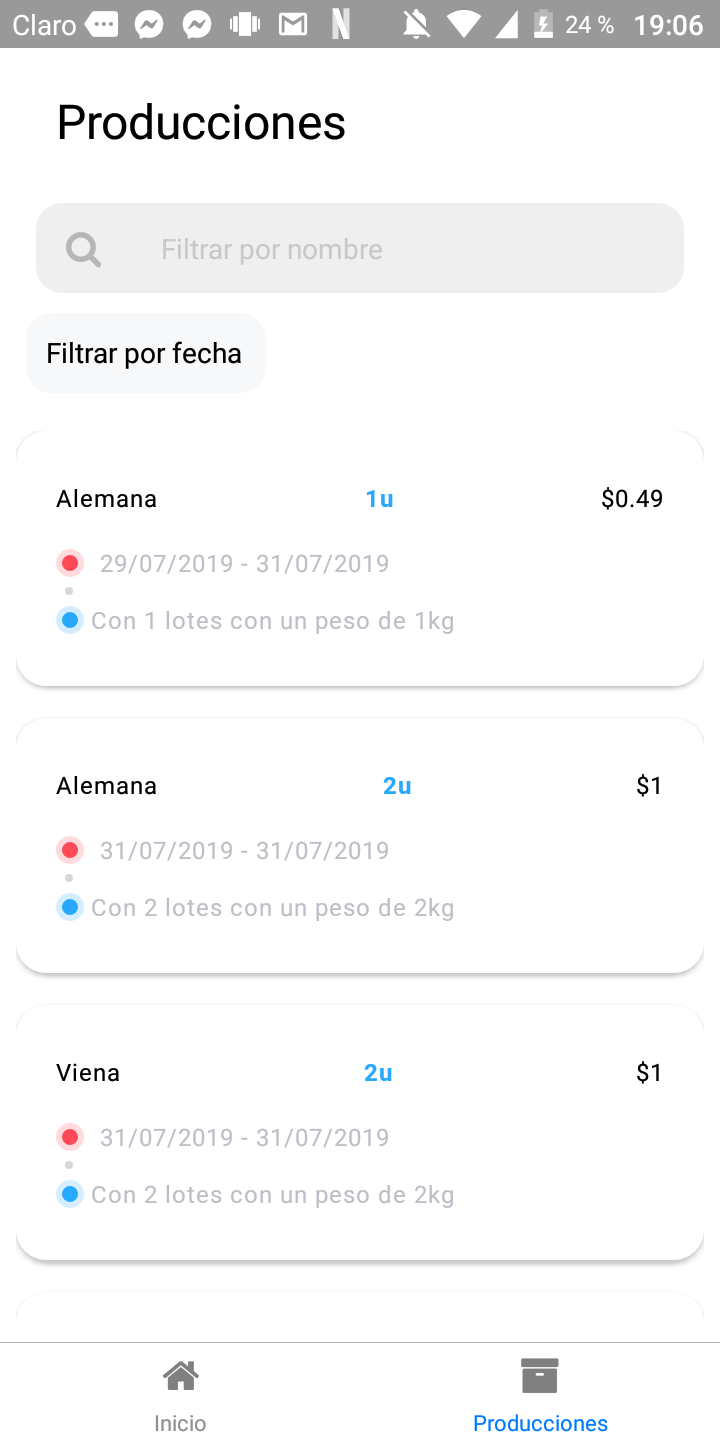 Claro 24 % 19:06
Producciones
Filtrar por nombre
Filtrar por fecha
Alemana 1u $0.49
29/07/2019 - 31/07/2019
Con 1 lotes con un peso de 1kg
Alemana 2u $1
31/07/2019 - 31/07/2019
Con 2 lotes con un peso de 2kg
Viena 2u $1
31/07/2019 - 31/07/2019
Con 2 lotes con un peso de 2kg
Inicio Producciones